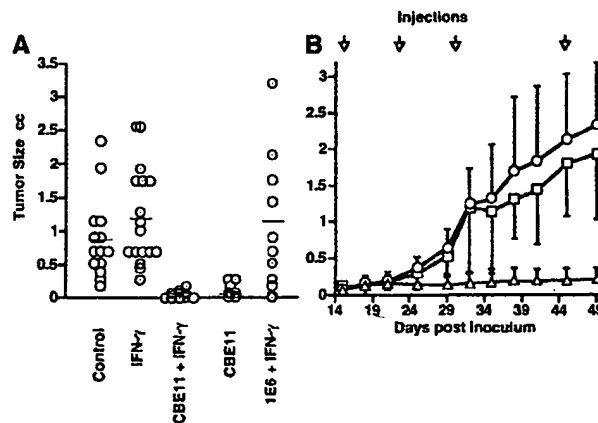 Injections
A
B
Tumor Size cc
3.5
3
2.5
2
1.5
1
0.5
0
Control
IFN-γ
CBE11 + IFN-γ
CBE11
1E6 + IFN-γ
3
2.5
2
1.5
1
0.5
0
14 19 24 29 34 39 44 49
Days post Inoculum